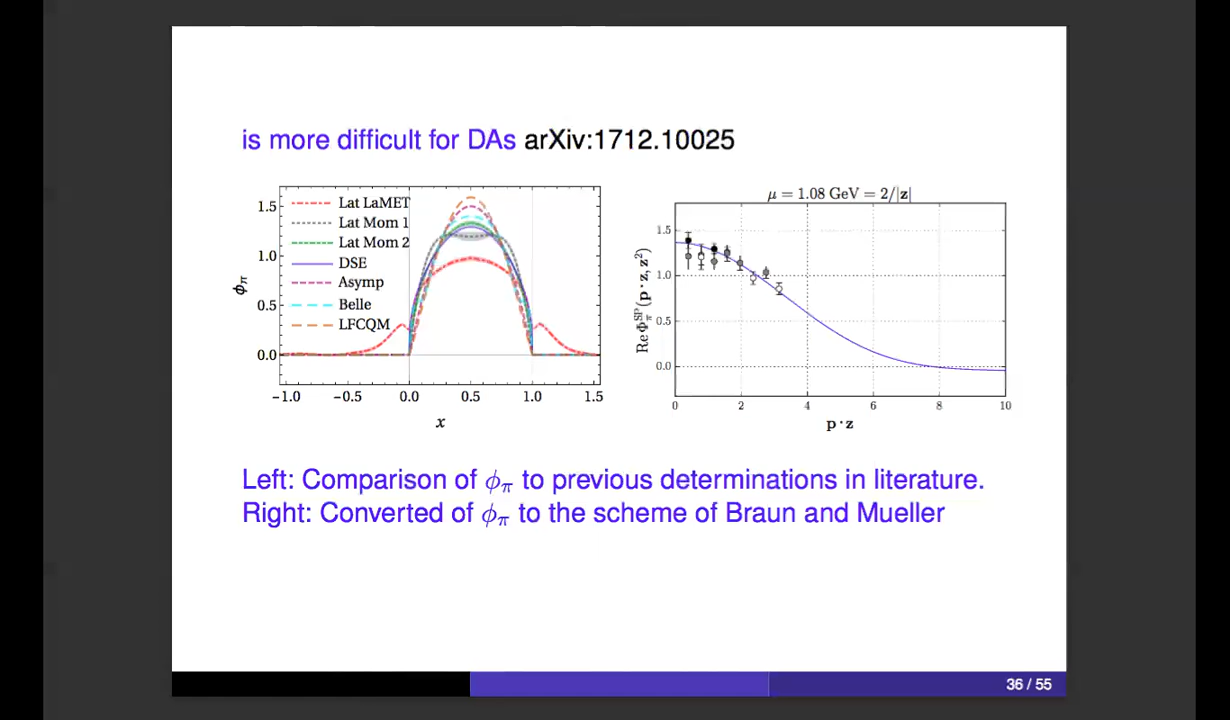 is more difficult for DAs arXiv:1712.10025
Lat LaMET
Lat Mom 1
Lat Mom 2
DSE
Asymp
Belle
LFCQM
1.5
1.0
0.5
0.0
ϕπ
−1.0 −0.5 0.0 0.5 1.0 1.5
x
μ = 1.08 GeV = 2/|z|
1.5
1.0
0.5
0.0
Re Φπ^SP (p · z, z²)
0 2 4 6 8 10
p · z
Left: Comparison of ϕπ to previous determinations in literature.
Right: Converted of ϕπ to the scheme of Braun and Mueller
36 / 55